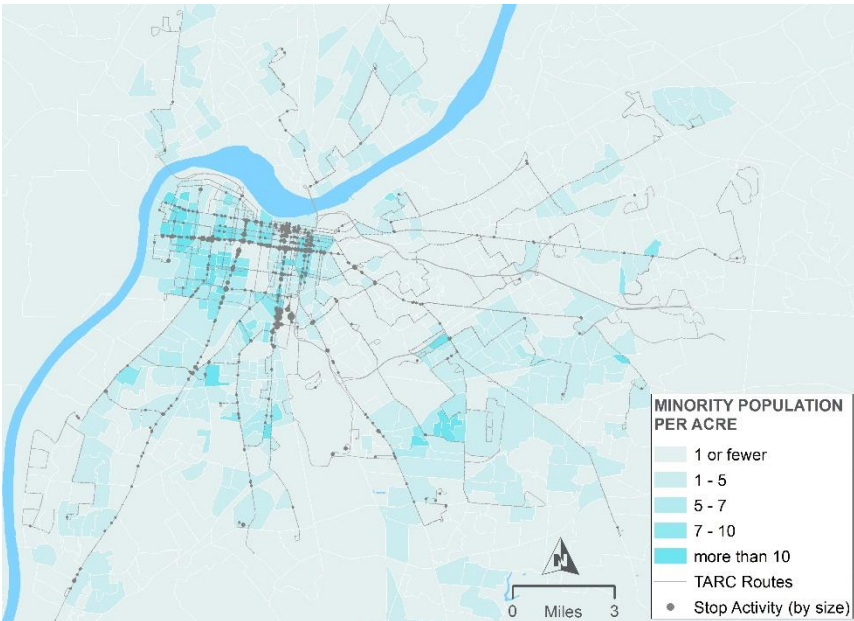 MINORITY POPULATION
PER ACRE
1 or fewer
1 - 5
5 - 7
7 - 10
more than 10
TARC Routes
Stop Activity (by size)
N
0 Miles 3